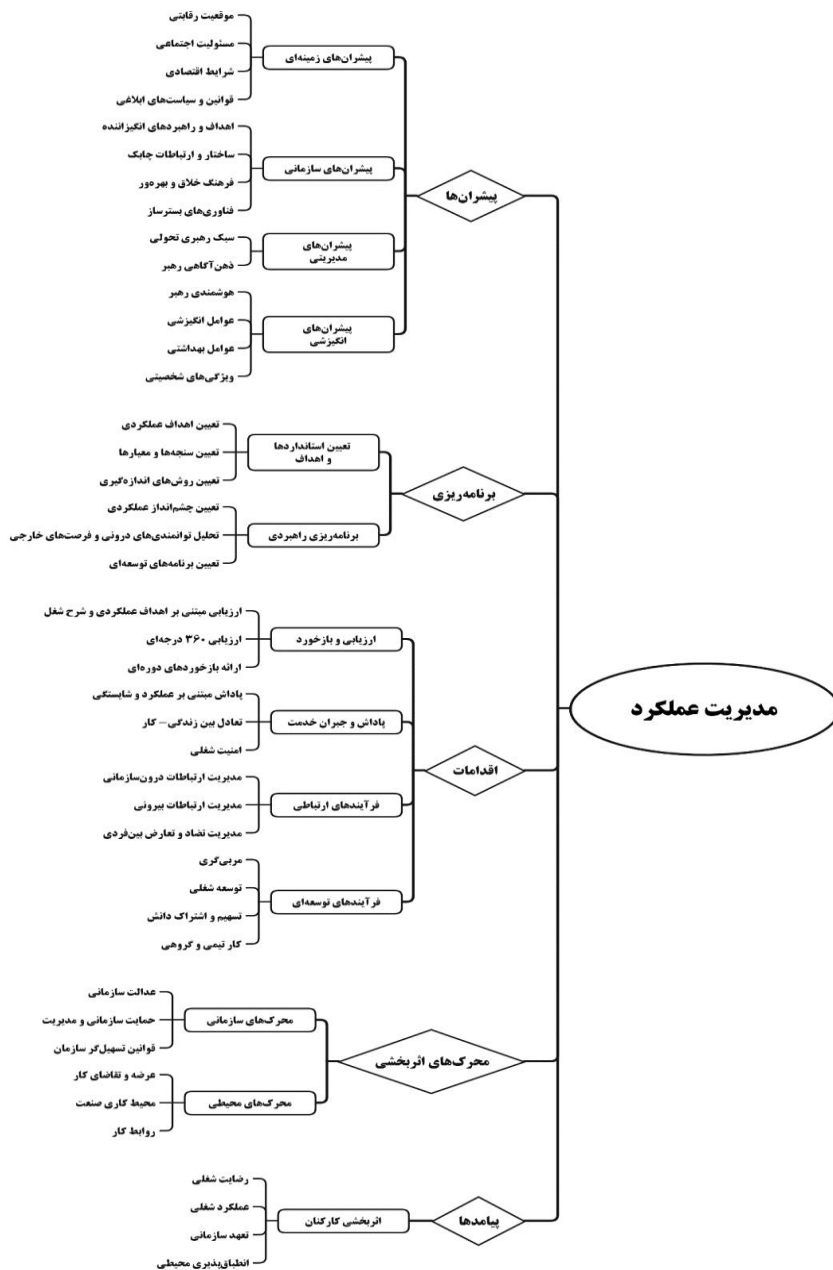 مدیریت عملکرد
پیشران‌ها
پیشران‌های زمینه‌ای
موقعیت رقابتی
مسئولیت اجتماعی
شرایط اقتصادی
قوانین و سیاست‌های ابلاغی
پیشران‌های سازمانی
اهداف و راهبردهای انگیزاننده
ساختار و ارتباطات چابک
فرهنگ خلاق و بهره‌ور
فناوری‌های بسترساز
پیشران‌های
مدیریتی
سبک رهبری تحولی
ذهن‌آگاهی رهبر
پیشران‌های
انگیزشی
هوشمندی رهبر
عوامل انگیزشی
عوامل بهداشتی
ویژگی‌های شخصیتی
برنامه‌ریزی
تعیین استانداردها
و اهداف
تعیین اهداف عملکردی
تعیین سنجه‌ها و معیارها
تعیین روش‌های اندازه‌گیری
برنامه‌ریزی راهبردی
تعیین چشم‌انداز عملکردی
تحلیل توانمندی‌های درونی و فرصت‌های خارجی
تعیین برنامه‌های توسعه‌ای
اقدامات
ارزیابی و بازخورد
ارزیابی مبتنی بر اهداف عملکردی و شرح شغل
ارزیابی ۳۶۰ درجه‌ای
ارائه بازخوردهای دوره‌ای
پاداش و جبران خدمت
پاداش مبتنی بر عملکرد و شایستگی
تعادل بین زندگی – کار
امنیت شغلی
فرآیندهای ارتباطی
مدیریت ارتباطات درون‌سازمانی
مدیریت ارتباطات بیرونی
مدیریت تضاد و تعارض بین‌فردی
فرآیندهای توسعه‌ای
مربی‌گری
توسعه شغلی
تسهیم و اشتراک دانش
کار تیمی و گروهی
محرک‌های اثربخشی
محرک‌های سازمانی
عدالت سازمانی
حمایت سازمانی و مدیریت
قوانین تسهیل‌گر سازمان
محرک‌های محیطی
عرضه و تقاضای کار
محیط کاری صنعت
روابط کار
پیامدها
اثربخشی کارکنان
رضایت شغلی
عملکرد شغلی
تعهد سازمانی
انطباق‌پذیری محیطی